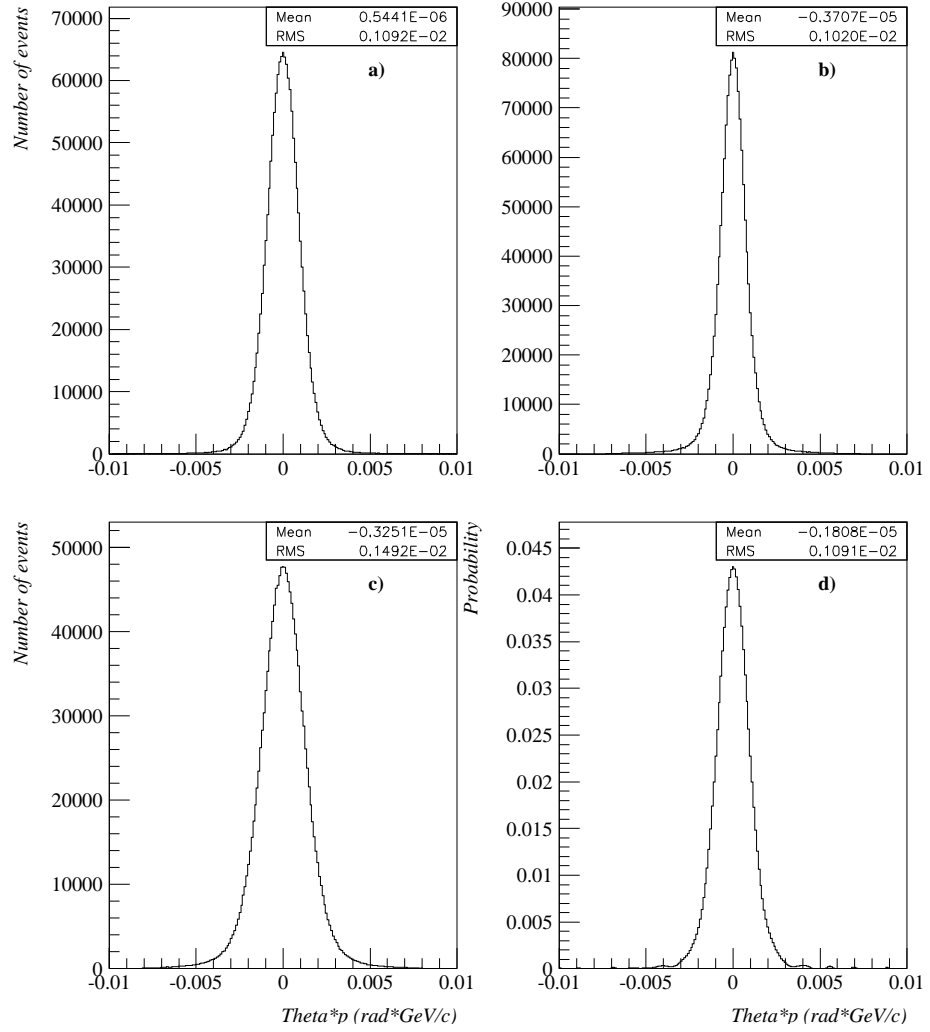 Number of events
Mean 0.5441E-06
RMS 0.1092E-02
a)
70000
60000
50000
40000
30000
20000
10000
0
-0.01 -0.005 0 0.005 0.01
Mean -0.3707E-05
RMS 0.1020E-02
b)
90000
80000
70000
60000
50000
40000
30000
20000
10000
0
-0.01 -0.005 0 0.005 0.01
Number of events
Mean -0.3251E-05
RMS 0.1492E-02
c)
50000
40000
30000
20000
10000
0
-0.01 -0.005 0 0.005 0.01
Theta*p (rad*GeV/c)
Probability
Mean -0.1808E-05
RMS 0.1091E-02
d)
0.045
0.04
0.035
0.03
0.025
0.02
0.015
0.01
0.005
0
-0.01 -0.005 0 0.005 0.01
Theta*p (rad*GeV/c)